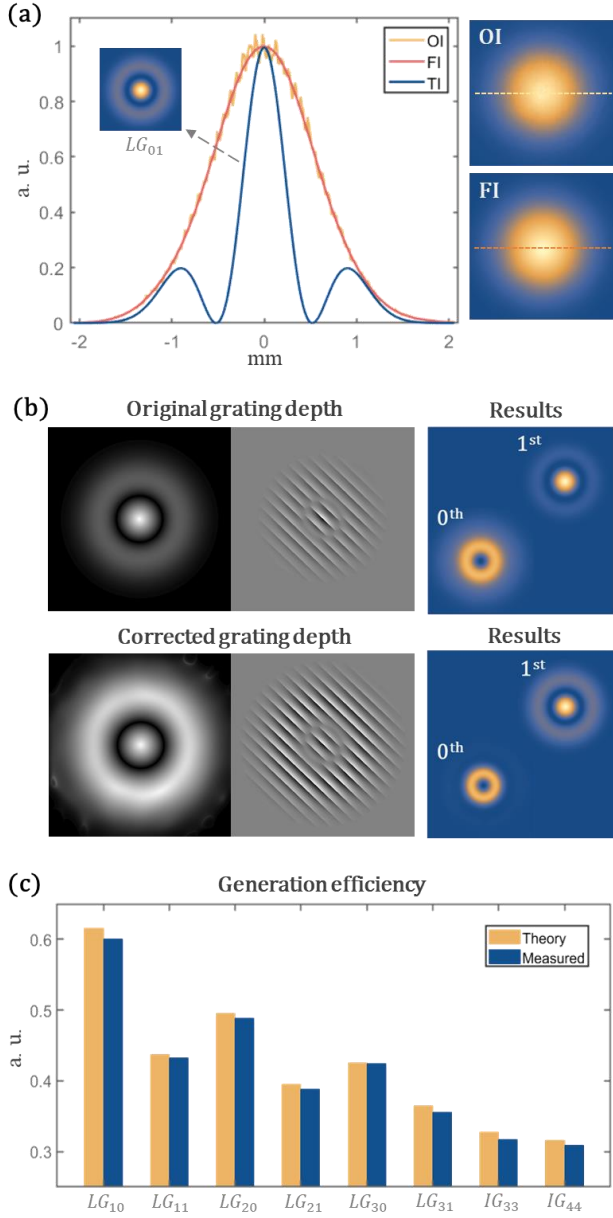 (a)
1
0.8
0.6
0.4
0.2
0
a. u.
-2
-1
0
1
2
mm
LG₀₁
OI
FI
TI
OI
FI
(b)
Original grating depth
Results
1ˢᵗ
0ᵗʰ
Corrected grating depth
Results
1ˢᵗ
0ᵗʰ
(c)
Generation efficiency
0.6
0.5
0.4
0.3
a. u.
Theory
Measured
LG₁₀ LG₁₁ LG₂₀ LG₂₁ LG₃₀ LG₃₁ IG₃₃ IG₄₄